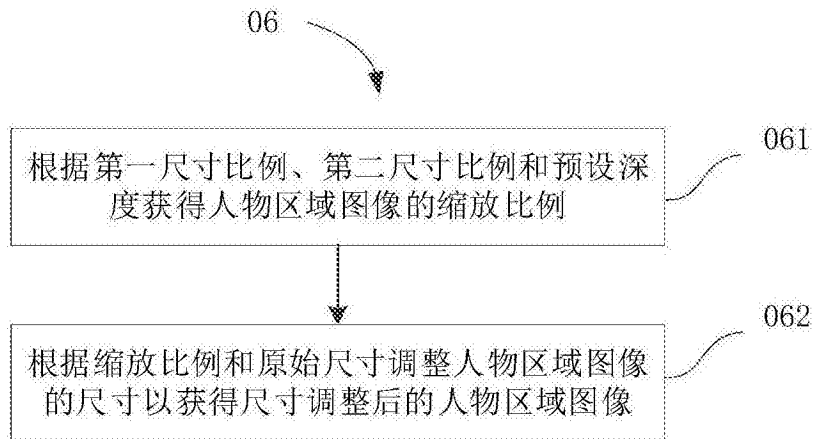 06
根据第一尺寸比例、第二尺寸比例和预设深
度获得人物区域图像的缩放比例
061
根据缩放比例和原始尺寸调整人物区域图像
的尺寸以获得尺寸调整后的人物区域图像
062